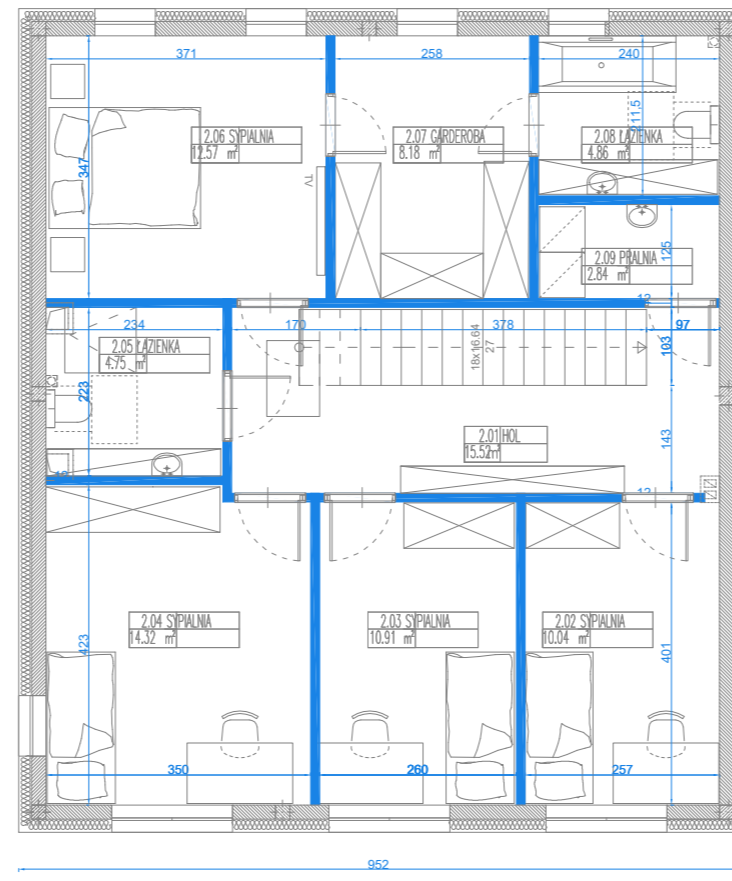 371
258
240
211,5
2.06 SYPIALNIA
12.57 m²
2.07 GARDEROBA
8.18 m²
2.08 ŁAZIENKA
4.86 m²
347
TV
2.09 PRALNIA
2.84 m²
125
12
234
170
378
97
103
2.05 ŁAZIENKA
4.75 m²
18x16.64
27
223
2.01 HOL
15.52m²
143
12
12
2.04 SYPIALNIA
14.32 m²
2.03 SYPIALNIA
10.91 m²
2.02 SYPIALNIA
10.04 m²
423
401
350
260
257
952